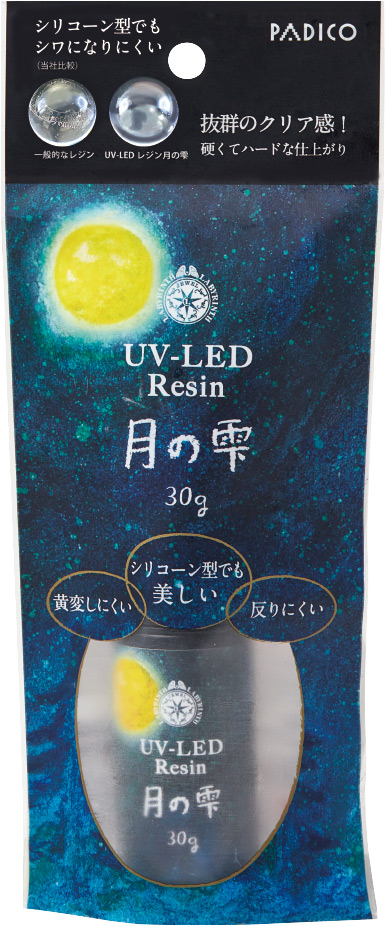 シリコーン型でも
シワになりにくい
(当社比較)
PADICO
一般的なレジン
UV-LED レジン月の雫
抜群のクリア感！
硬くてハードな仕上がり
LABYRINTH
JEWEL
UV-LED
Resin
月の雫
30g
シリコーン型でも
美しい
黄変しにくい
反りにくい
UV-LED
Resin
月の雫
30g